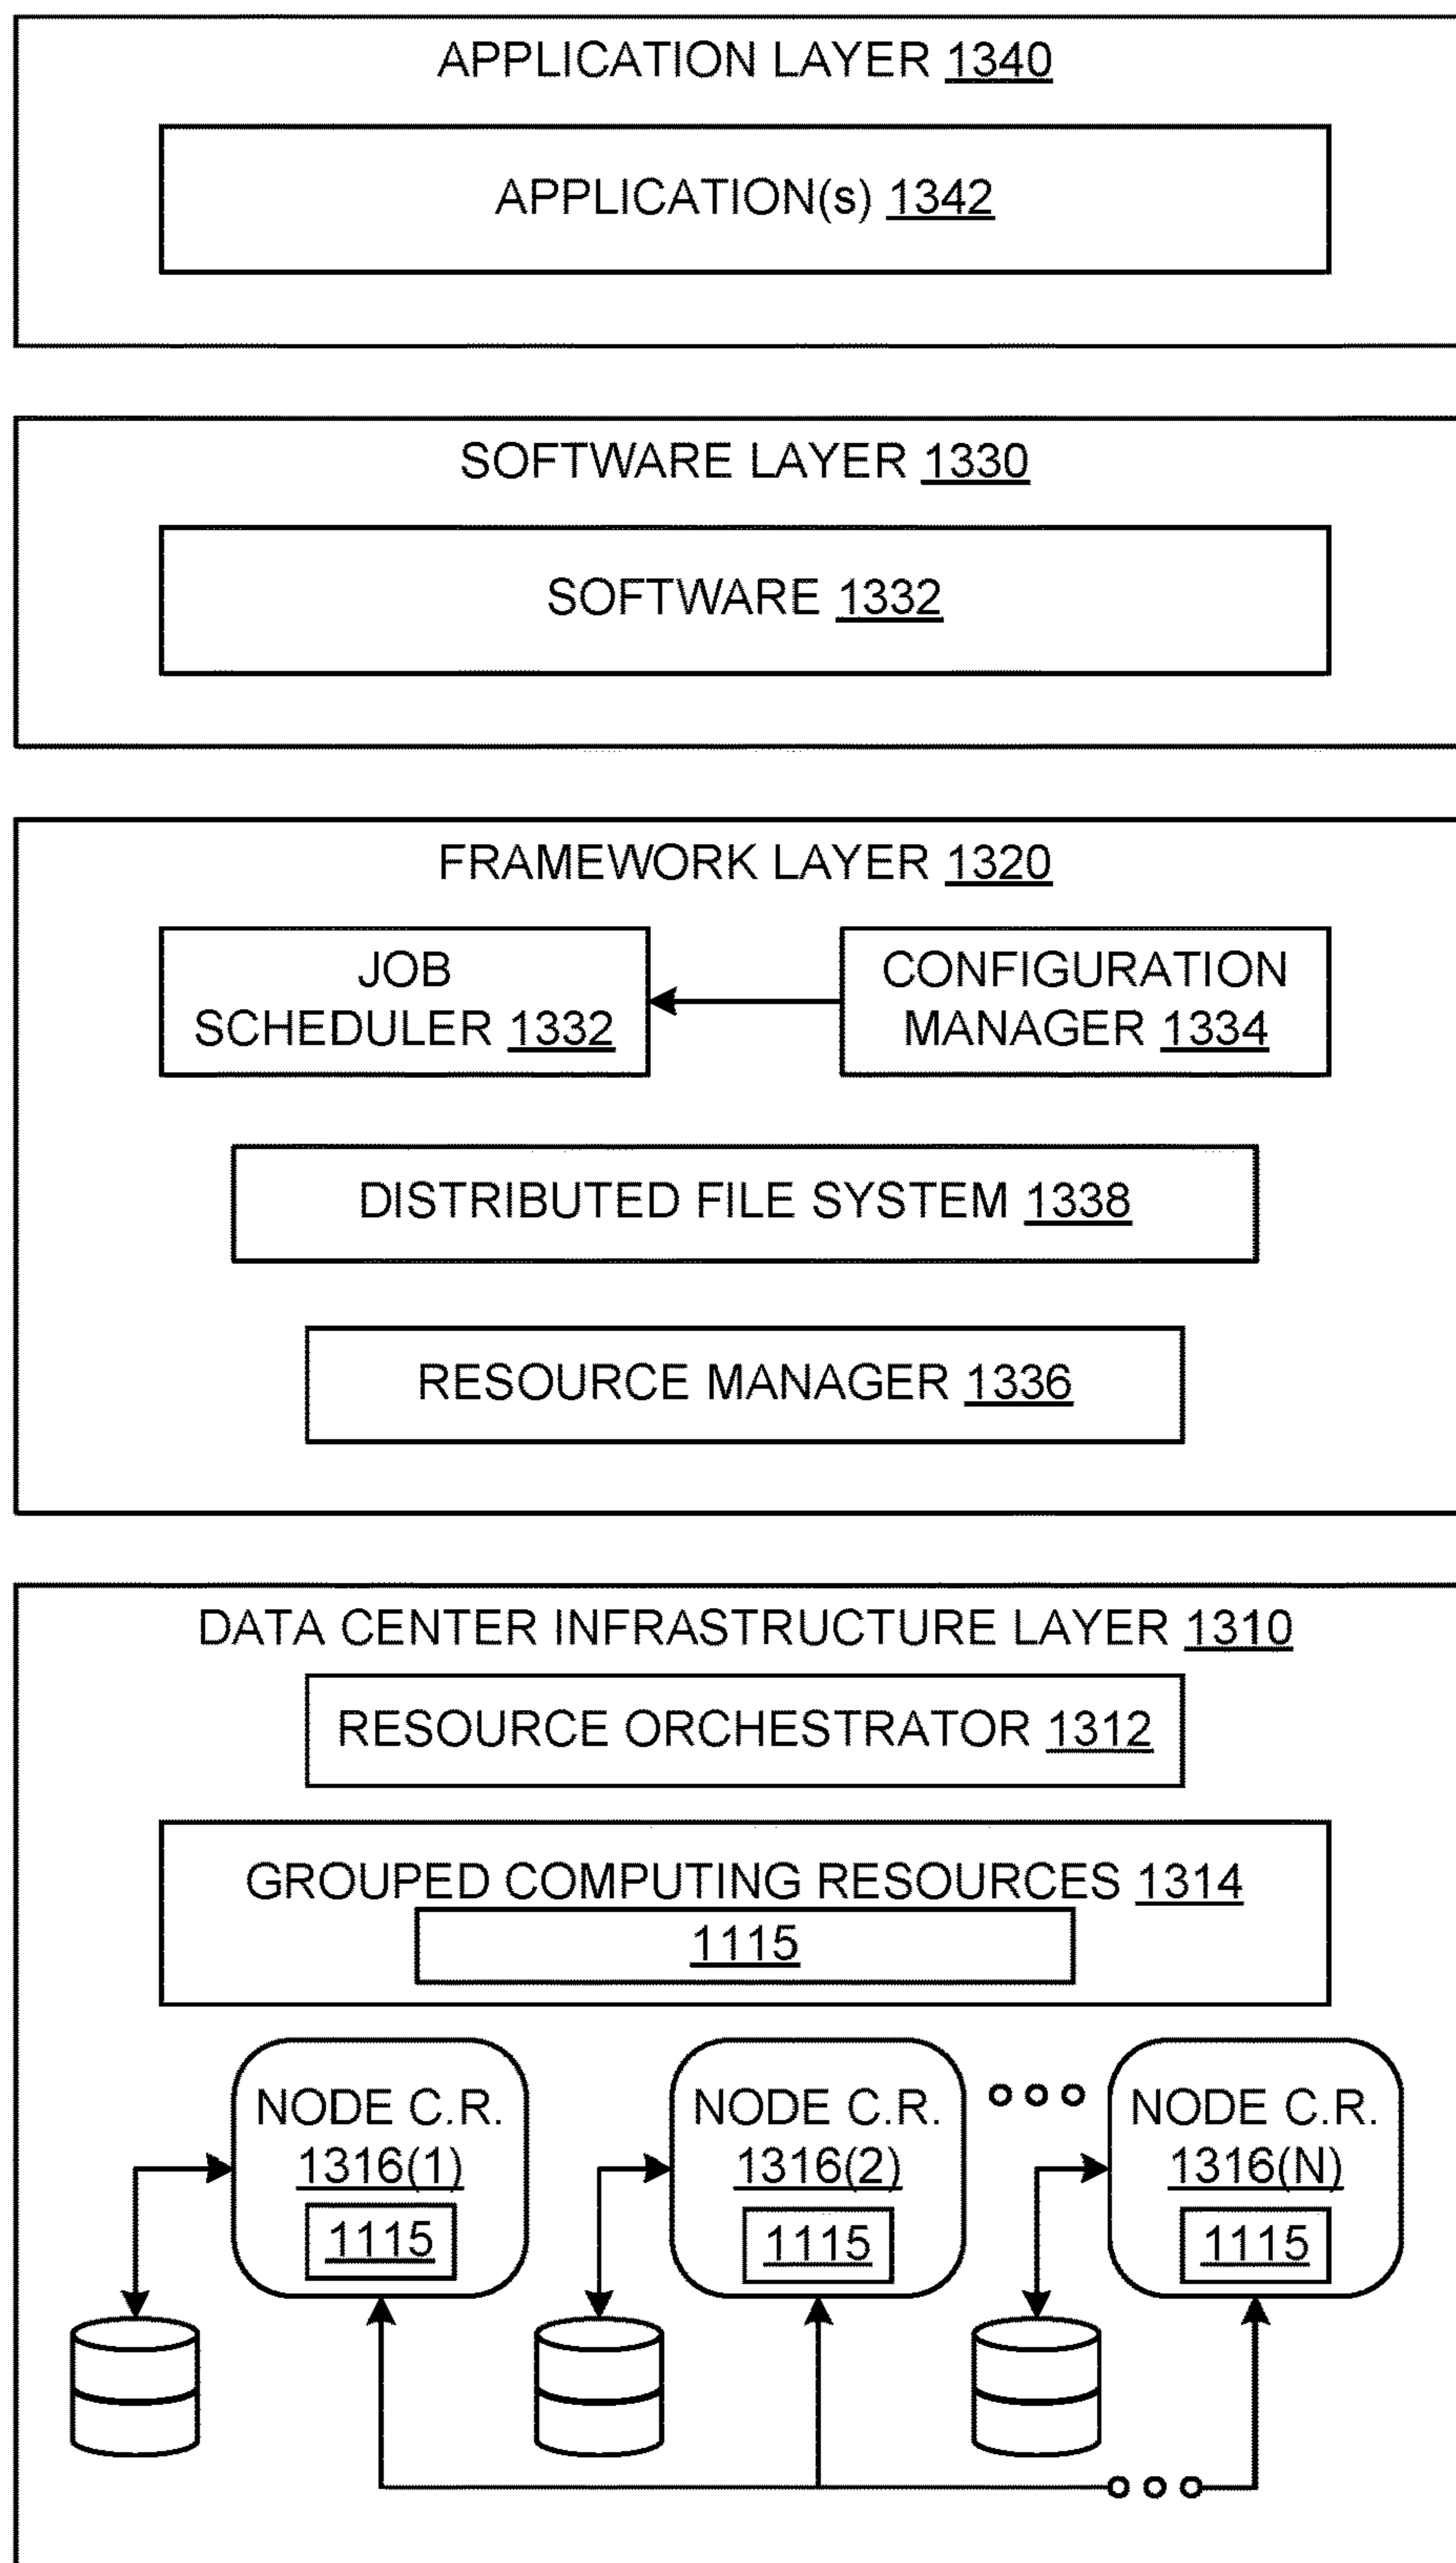 APPLICATION LAYER 1340
APPLICATION(s) 1342
SOFTWARE LAYER 1330
SOFTWARE 1332
FRAMEWORK LAYER 1320
JOB
SCHEDULER 1332
CONFIGURATION
MANAGER 1334
DISTRIBUTED FILE SYSTEM 1338
RESOURCE MANAGER 1336
DATA CENTER INFRASTRUCTURE LAYER 1310
RESOURCE ORCHESTRATOR 1312
GROUPED COMPUTING RESOURCES 1314
1115
NODE C.R.
1316(1)
1115
NODE C.R.
1316(2)
1115
NODE C.R.
1316(N)
1115